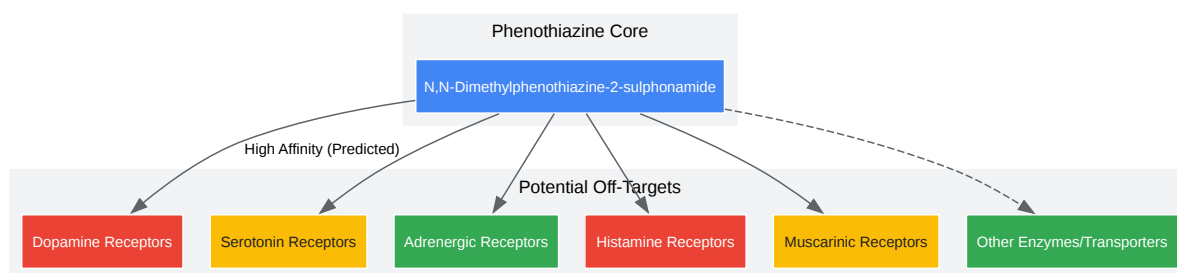 Phenothiazine Core
N,N-Dimethylphenothiazine-2-sulphonamide
High Affinity (Predicted)
Potential Off-Targets
Dopamine Receptors
Serotonin Receptors
Adrenergic Receptors
Histamine Receptors
Muscarinic Receptors
Other Enzymes/Transporters